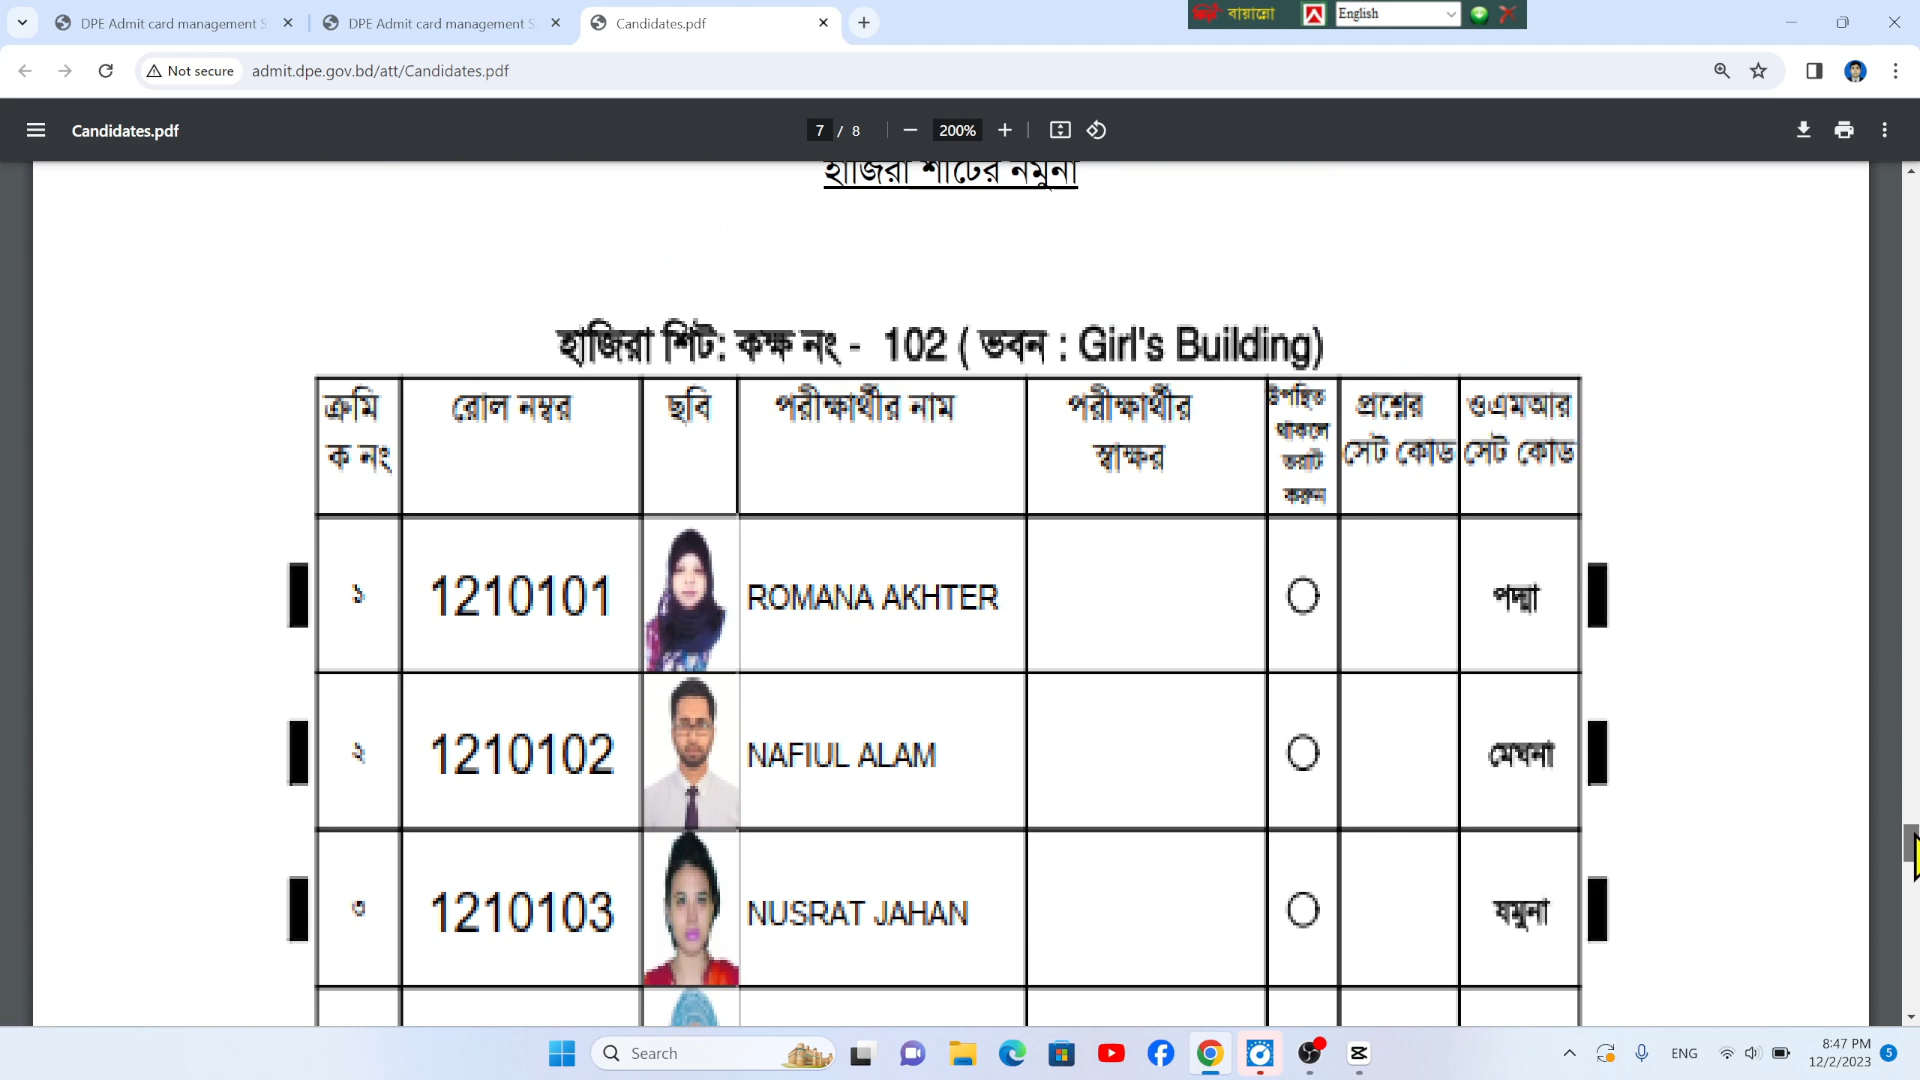 DPE Admit card management S
DPE Admit card management S
Candidates.pdf
বায়ান্নো
English
Not secure
admit.dpe.gov.bd/att/Candidates.pdf
Candidates.pdf
7 / 8
200%
হাজিরা শীটের নমুনা
হাজিরা শিট: কক্ষ নং - 102 ( ভবন : Girl's Building)
ক্রমিক নং
রোল নম্বর
ছবি
পরীক্ষার্থীর নাম
পরীক্ষার্থীর স্বাক্ষর
উপস্থিত থাকলে ভরাট করুন
প্রশ্নের সেট কোড
ওএমআর সেট কোড
১ 1210101 ROMANA AKHTER পদ্মা
২ 1210102 NAFIUL ALAM মেঘনা
৩ 1210103 NUSRAT JAHAN যমুনা
Search
ENG
8:47 PM
12/2/2023
5